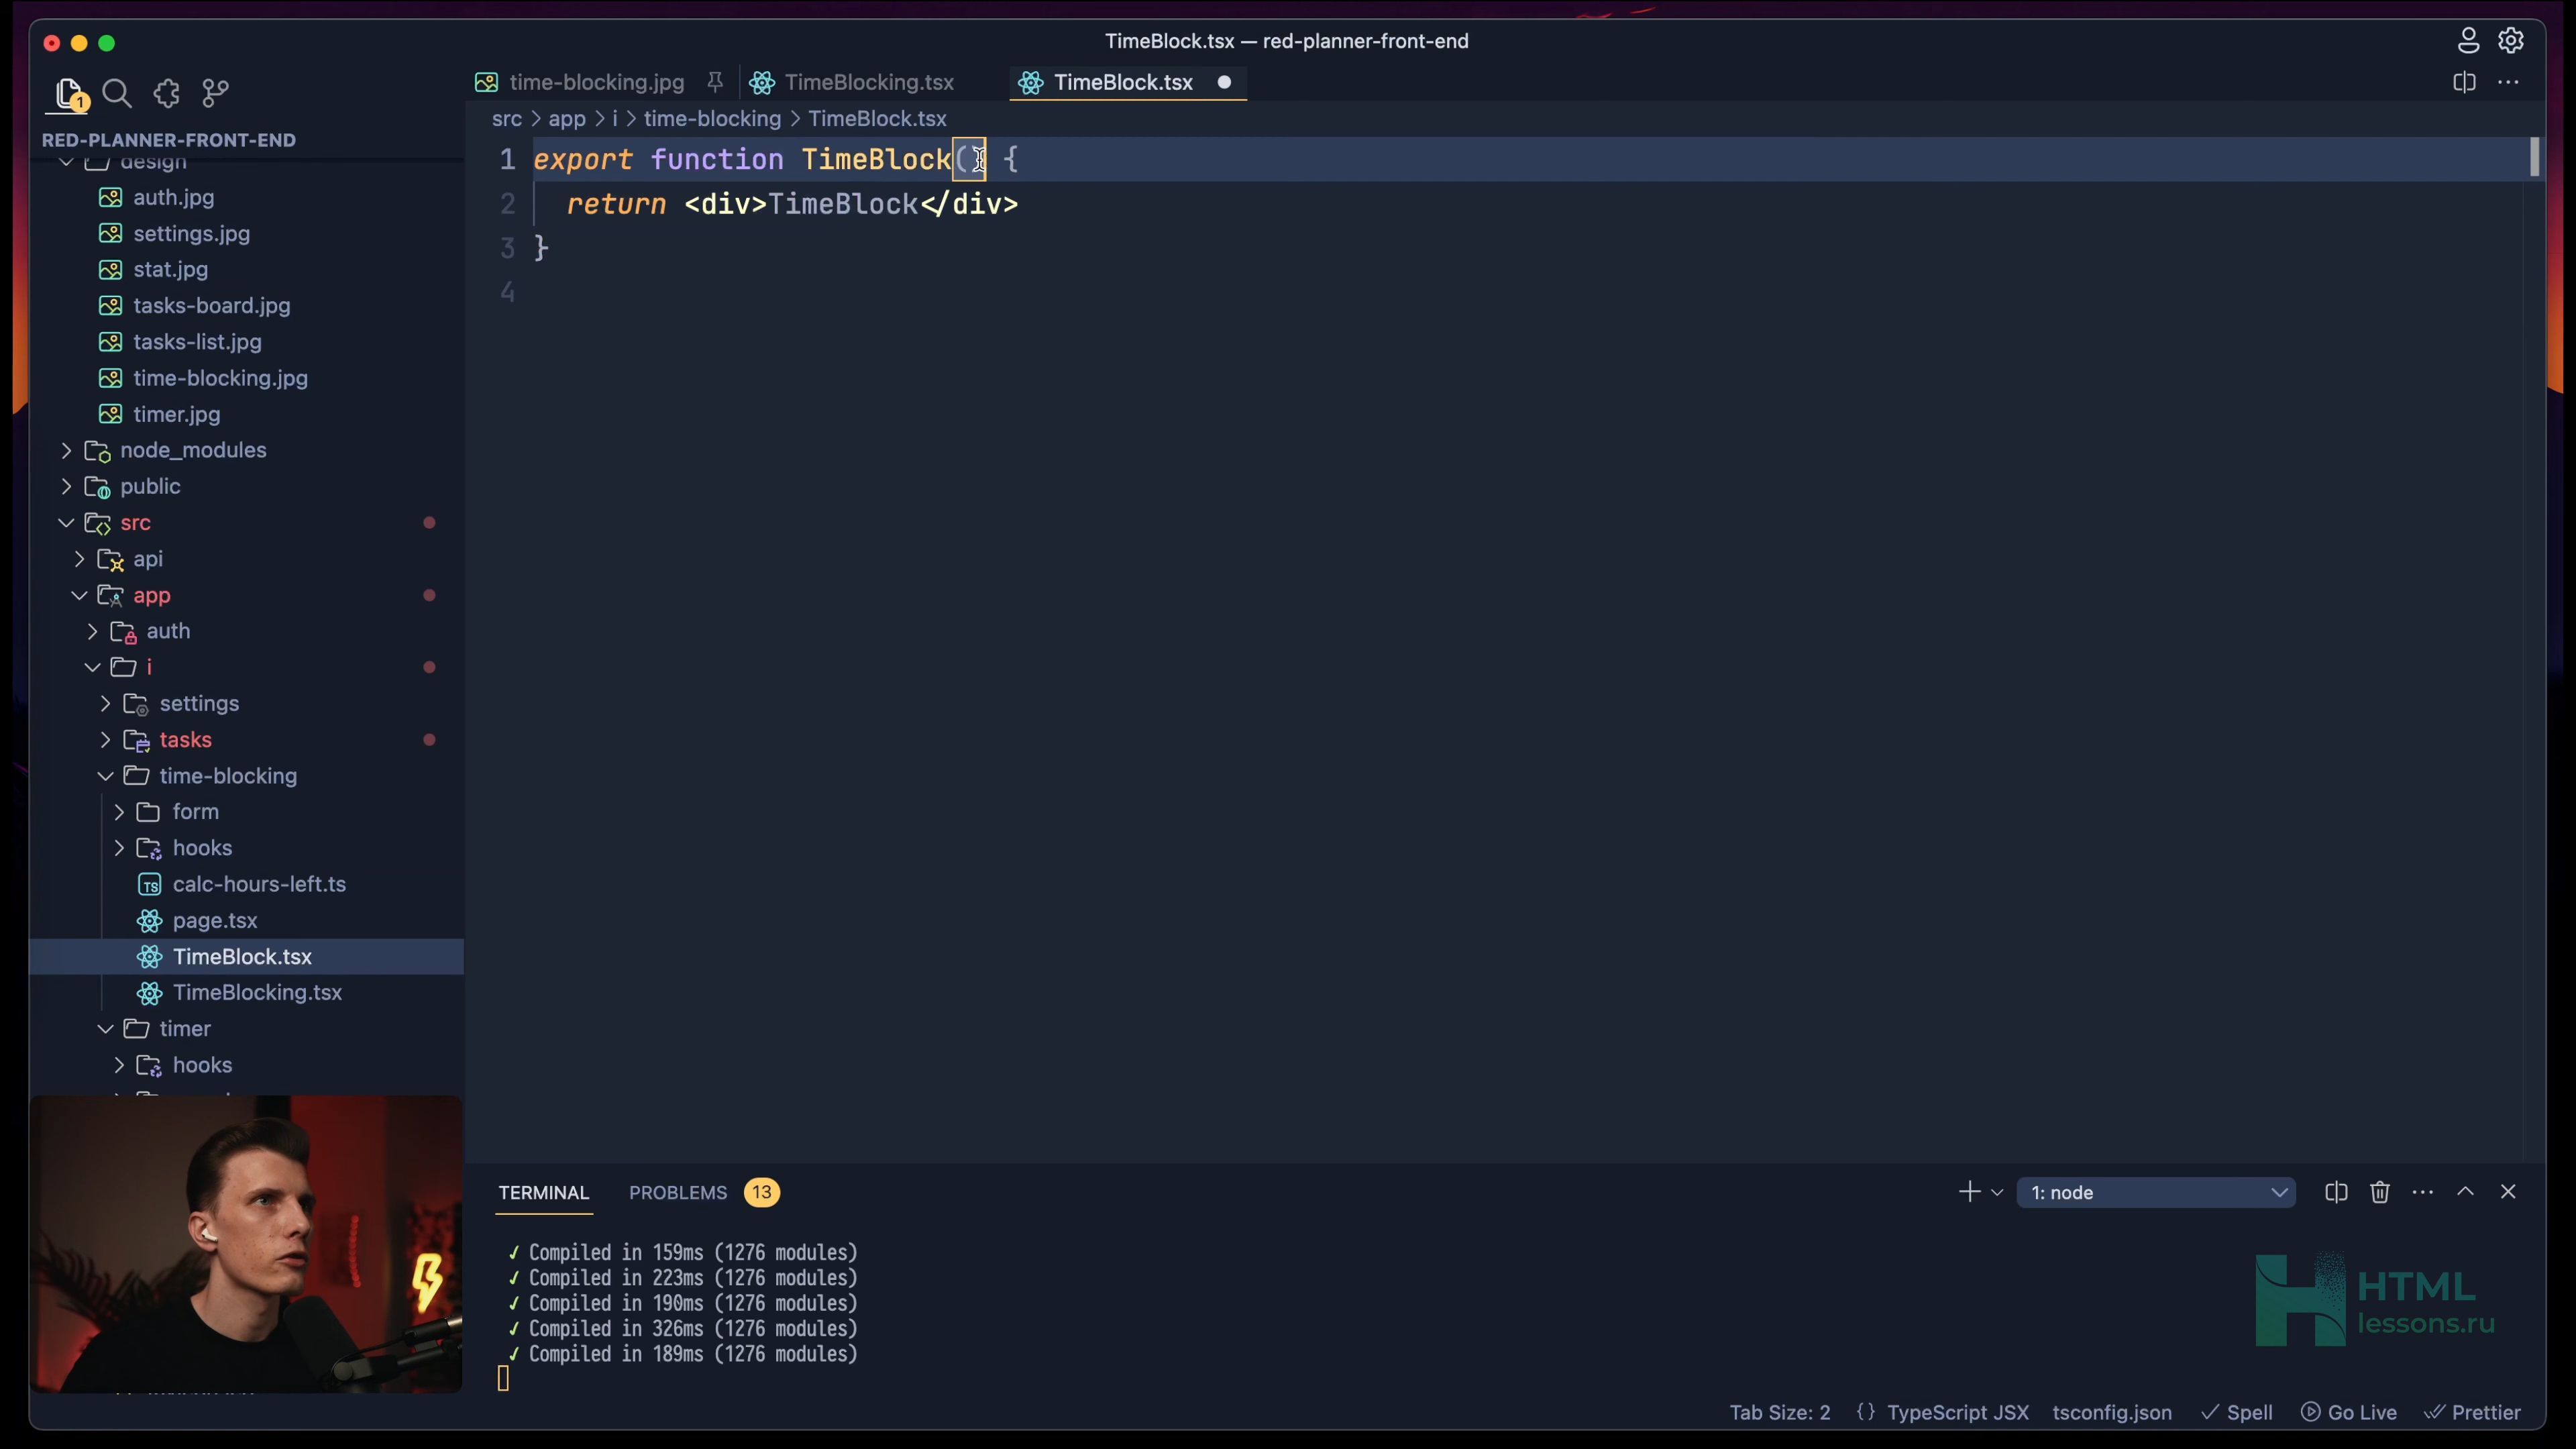 TimeBlock.tsx — red-planner-front-end
1
RED-PLANNER-FRONT-END
design
auth.jpg
settings.jpg
stat.jpg
tasks-board.jpg
tasks-list.jpg
time-blocking.jpg
timer.jpg
node_modules
public
src
api
app
auth
i
settings
tasks
time-blocking
form
hooks
calc-hours-left.ts
page.tsx
TimeBlock.tsx
TimeBlocking.tsx
timer
hooks
time-blocking.jpg TimeBlocking.tsx TimeBlock.tsx
src > app > i > time-blocking > TimeBlock.tsx
1 export function TimeBlock() {
2 return <div>TimeBlock</div>
3 }
4
TERMINAL PROBLEMS 13 1: node
✓ Compiled in 159ms (1276 modules)
✓ Compiled in 223ms (1276 modules)
✓ Compiled in 190ms (1276 modules)
✓ Compiled in 326ms (1276 modules)
✓ Compiled in 189ms (1276 modules)
HTML
lessons.ru
Tab Size: 2 {} TypeScript JSX tsconfig.json Spell Go Live Prettier